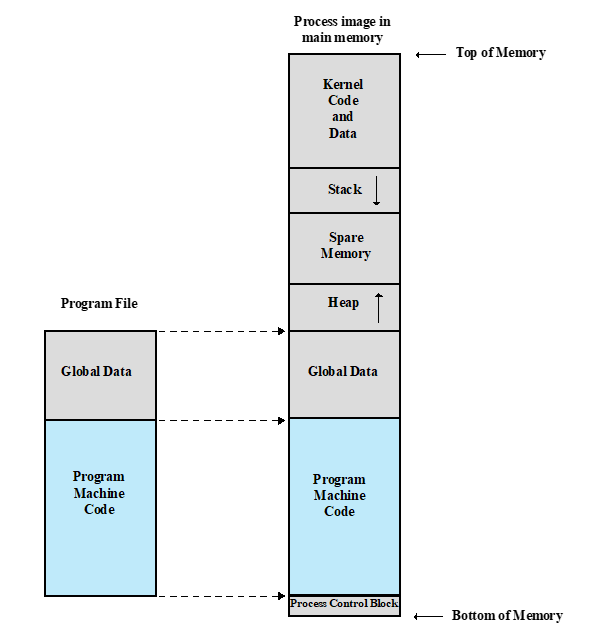 Process image in
main memory
Top of Memory
Kernel
Code
and
Data
Stack
Spare
Memory
Heap
Program File
Global Data
Global Data
Program
Machine
Code
Program
Machine
Code
Process Control Block
Bottom of Memory